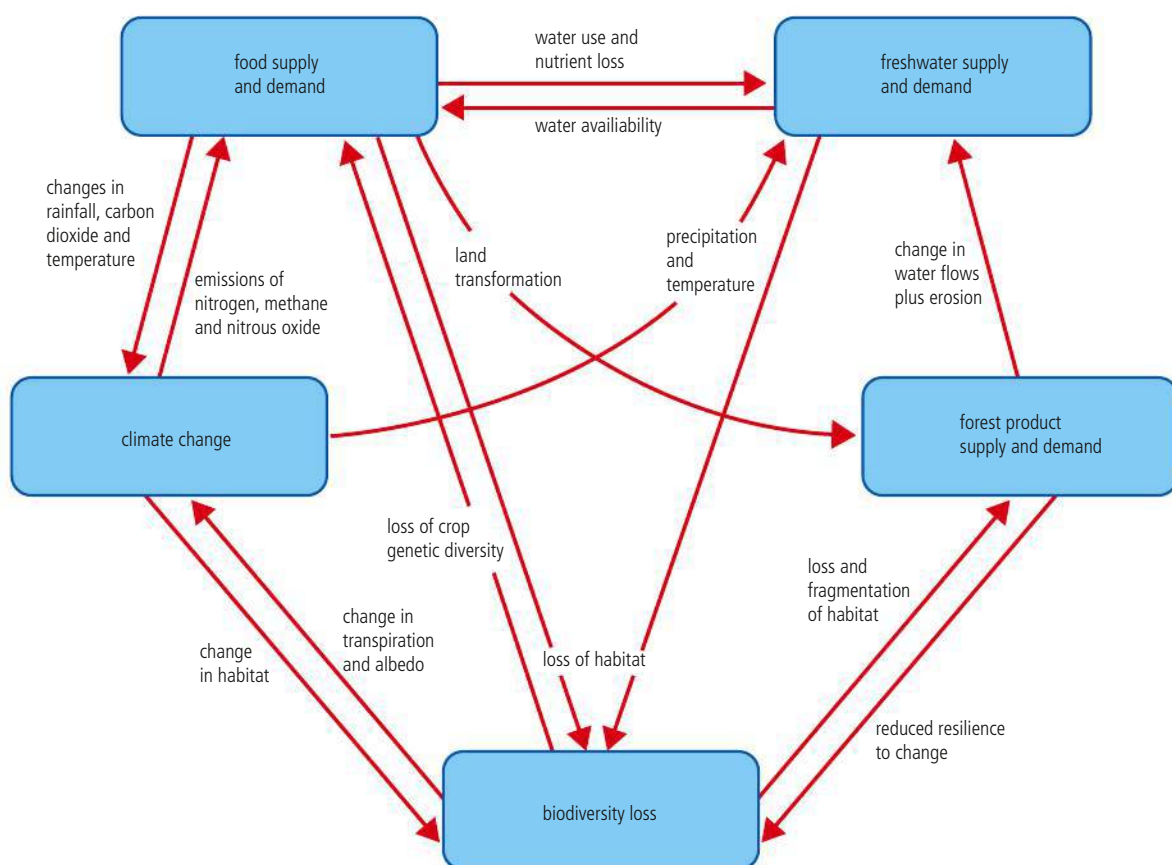 food supply
and demand
water use and
nutrient loss
freshwater supply
and demand
water availiability
changes in
rainfall, carbon
dioxide and
temperature
emissions of
nitrogen, methane
and nitrous oxide
land
transformation
precipitation
and
temperature
change in
water flows
plus erosion
climate change
forest product
supply and demand
loss of crop
genetic diversity
loss and
fragmentation
of habitat
change in
transpiration
and albedo
change
in habitat
loss of habitat
reduced resilience
to change
biodiversity loss